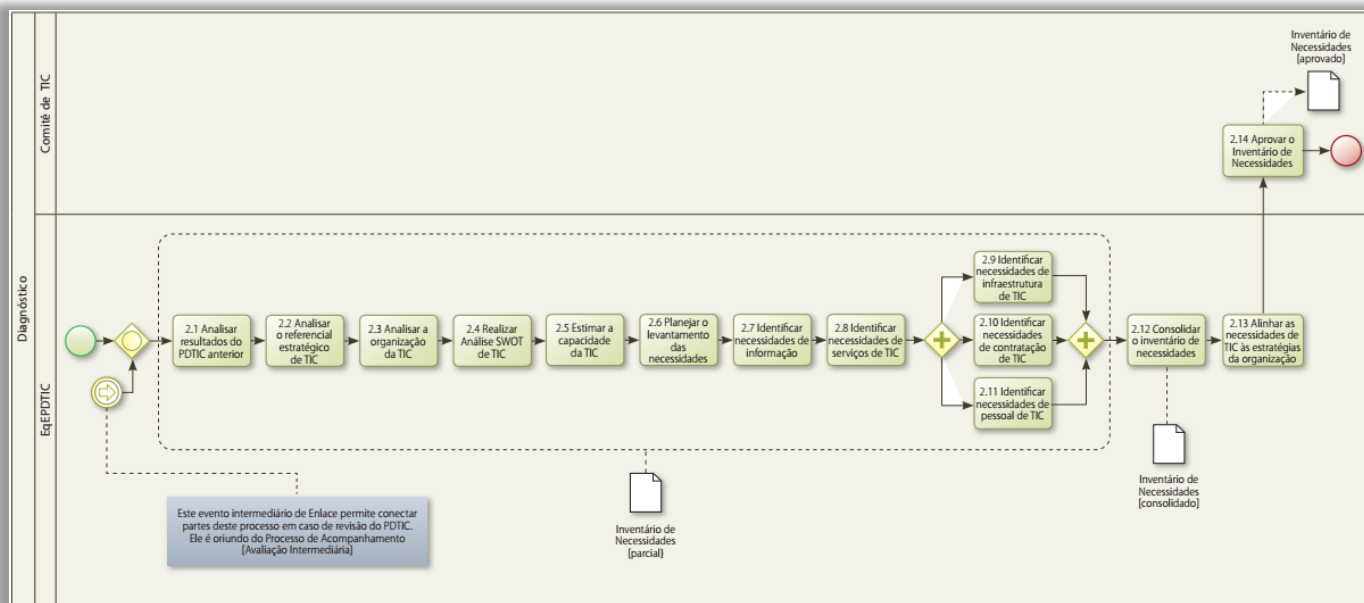 Diagnóstico
Comitê de TIC
Inventário de
Necessidades
[aprovado]
2.14 Aprovar o
Inventário de
Necessidades
EqEPDTIC
2.1 Analisar
resultados do
PDTIC anterior
2.2 Analisar
o referencial
estratégico
de TIC
2.3 Analisar a
organização
da TIC
2.4 Realizar
Análise SWOT
de TIC
2.5 Estimar a
capacidade
da TIC
2.6 Planejar o
levantamento
das
necessidades
2.7 Identificar
necessidades de
informação
2.8 Identificar
necessidades de
serviços de TIC
2.9 Identificar
necessidades de
infraestrutura
de TIC
2.10 Identificar
necessidades
de contratação
de TIC
2.11 Identificar
necessidades de
pessoal de TIC
2.12 Consolidar
o inventário de
necessidades
2.13 Alinhar as
necessidades de
TIC às estratégias
da organização
Este evento intermediário de Enlace permite conectar
partes deste processo em caso de revisão do PDTIC.
Ele é oriundo do Processo de Acompanhamento
[Avaliação Intermediária]
Inventário de
Necessidades
[parcial}
Inventário de
Necessidades
[consolidado]